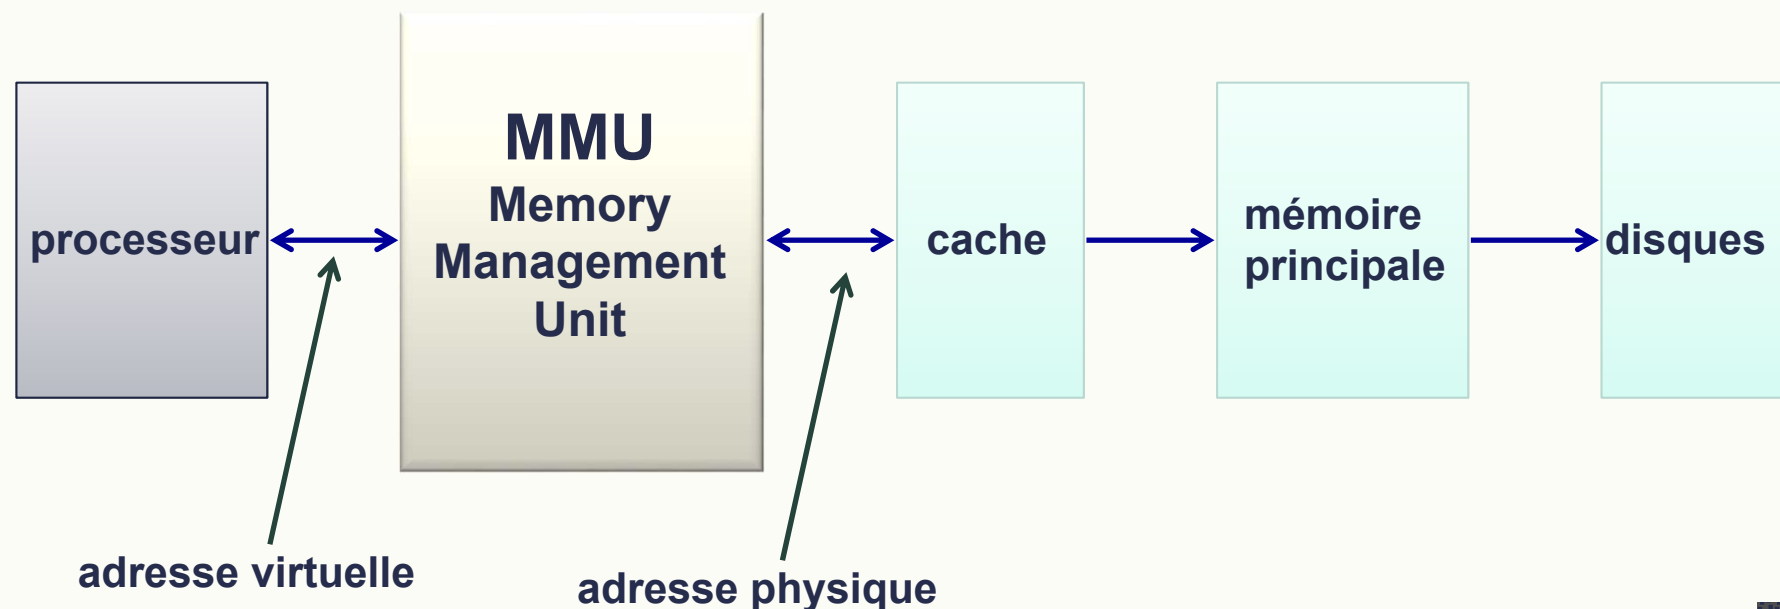 processeur
MMU
Memory
Management
Unit
cache
mémoire
principale
disques
adresse virtuelle
adresse physique